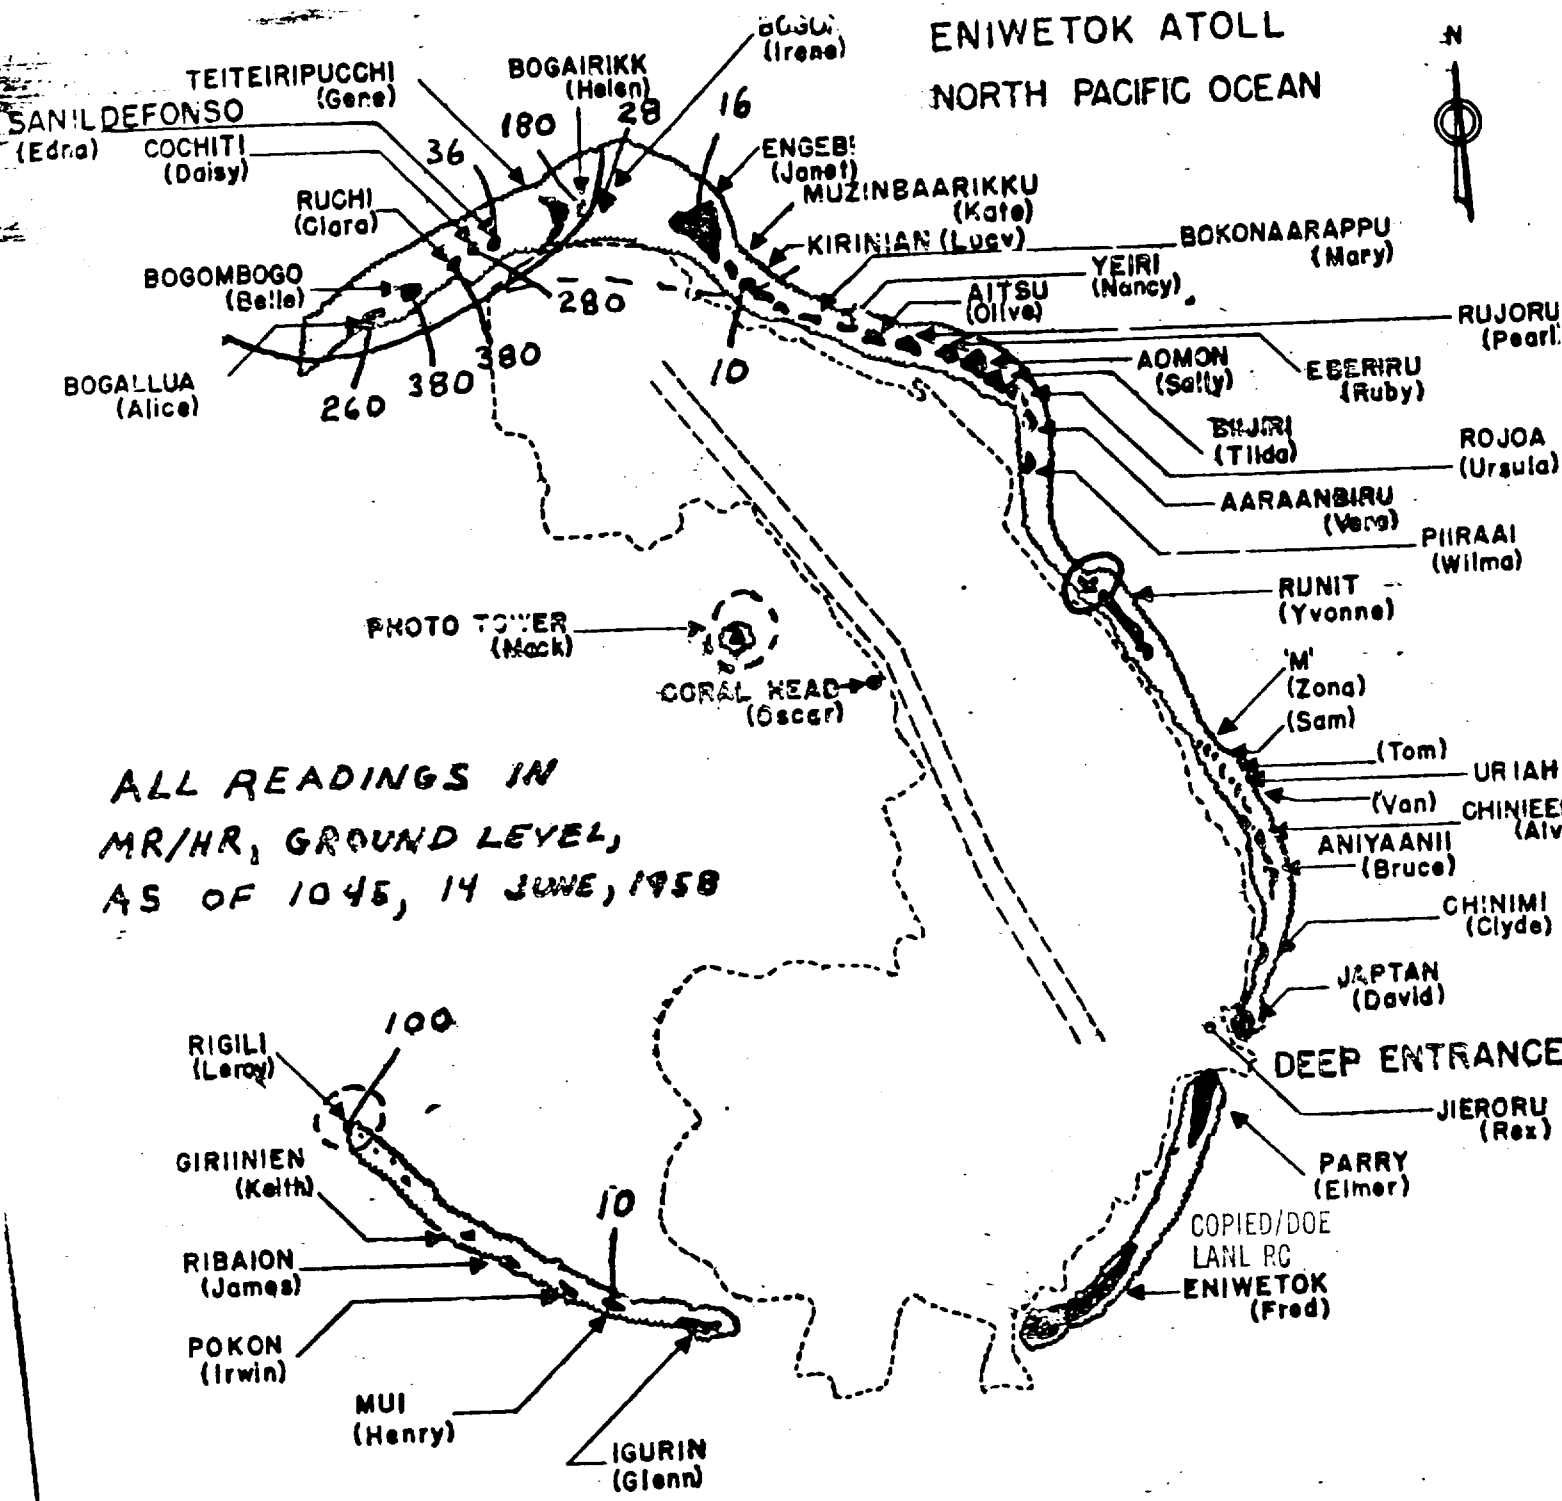 ENIWETOK ATOLL
NORTH PACIFIC OCEAN
N
(Irene)
TEITEIRIPUCCHI
(Gene)
BOGAIRIKK
(Helen)
SANILDEFONSO
(Edna)
COCHITI
(Daisy)
RUCHI
(Clara)
BOGOMBOGO
(Belle)
BOGALLUA
(Alice)
36
180
28
16
260
380
380
280
10
ENGEBI
(Janet)
MUZINBAARIKKU
(Kate)
KIRINIAN (Lucy)
BOKONAARAPPU
(Mary)
YEIRI
(Nancy)
AITSU
(Olive)
RUJORU
(Pearl)
EBERIRU
(Ruby)
AOMON
(Sally)
BIIJIRI
(Tilda)
ROJOA
(Ursula)
AARAANBIRU
(Vera)
PIIRAAI
(Wilma)
RUNIT
(Yvonne)
PHOTO TOWER
(Mack)
CORAL HEAD
(Oscar)
'M'
(Zona)
(Sam)
(Tom)
URIAH
(Van)
CHINIEE
(Alv
ANIYAANII
(Bruce)
CHINIMI
(Clyde)
JAPTAN
(David)
DEEP ENTRANCE
JIERORU
(Rex)
PARRY
(Elmer)
COPIED/DOE
LANL RC
ENIWETOK
(Fred)
ALL READINGS IN
MR/HR, GROUND LEVEL,
AS OF 1045, 14 JUNE, 1958
RIGILI
(Leroy)
100
GIRIINIEN
(Keith)
RIBAION
(James)
POKON
(Irwin)
10
MUI
(Henry)
IGURIN
(Glenn)